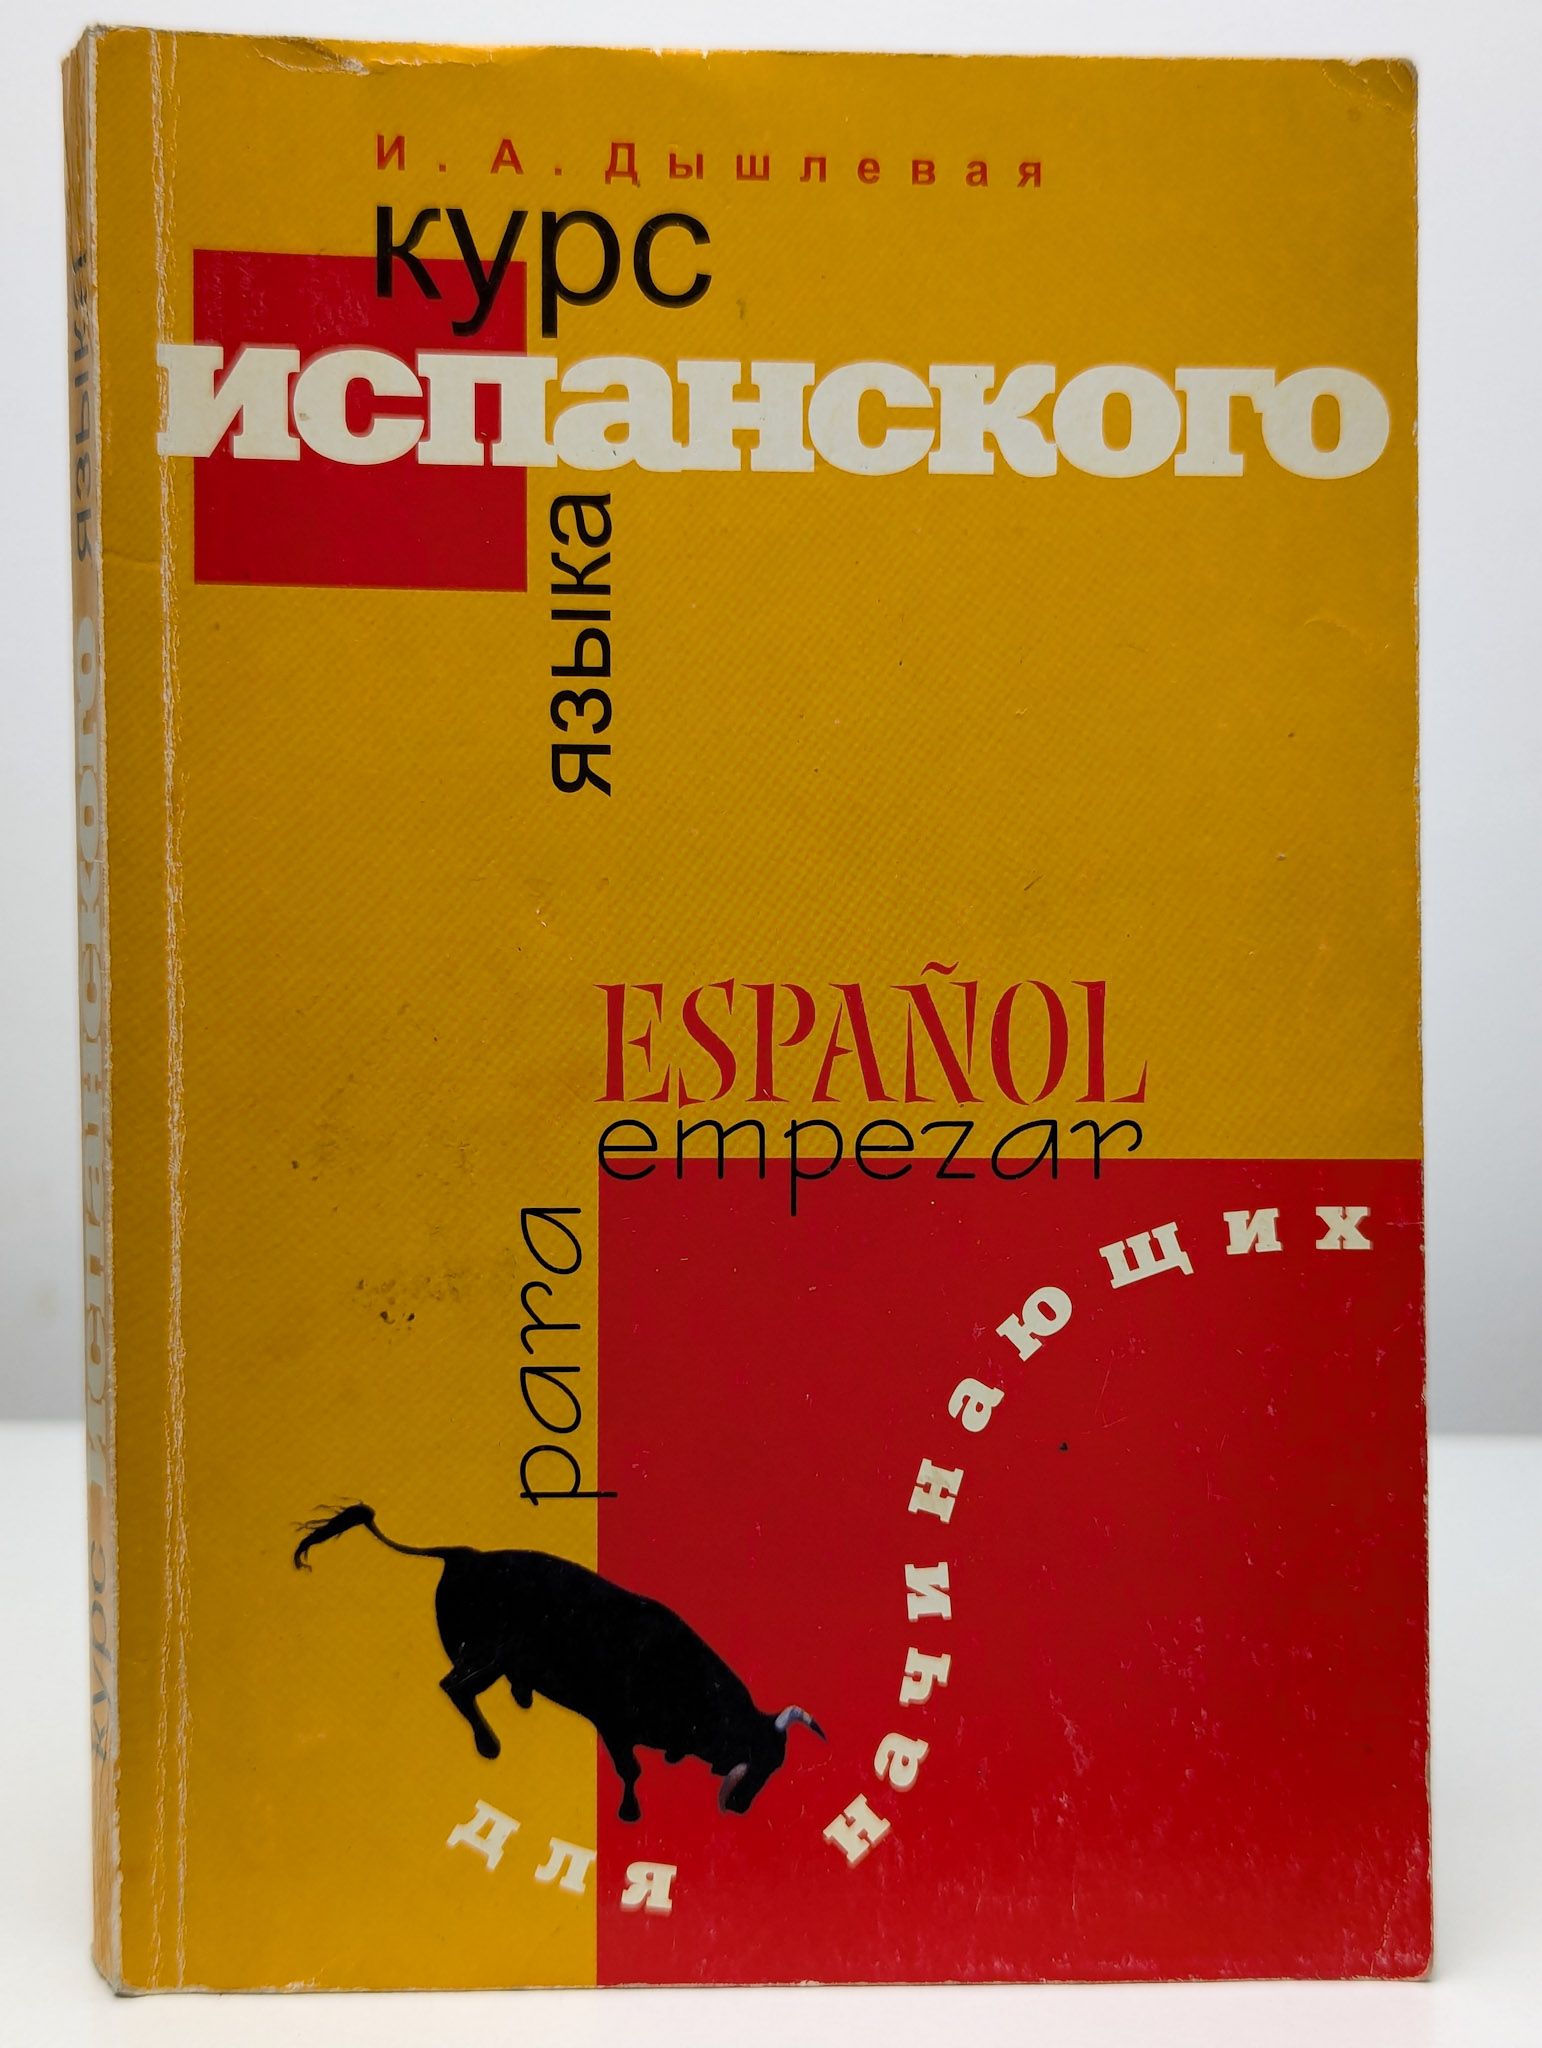 И. А. Дышлевая
курс
испанского
языка
ESPAÑOL
para
empezar
для
начинающих
курс испанского языка